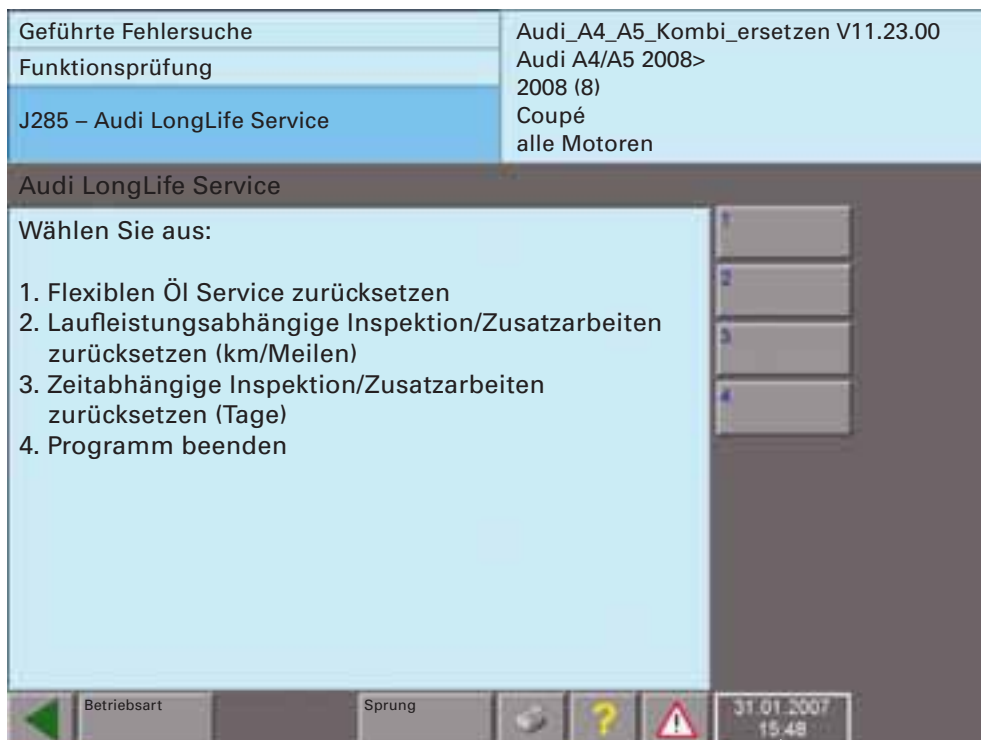 Geführte Fehlersuche
Funktionsprüfung
J285 – Audi LongLife Service
Audi_A4_A5_Kombi_ersetzen V11.23.00
Audi A4/A5 2008>
2008 (8)
Coupé
alle Motoren
Audi LongLife Service
Wählen Sie aus:
1. Flexiblen Öl Service zurücksetzen
2. Laufleistungsabhängige Inspektion/Zusatzarbeiten
zurücksetzen (km/Meilen)
3. Zeitabhängige Inspektion/Zusatzarbeiten
zurücksetzen (Tage)
4. Programm beenden
1
2
3
4
Betriebsart
Sprung
?
!
31.01.2007
15:48